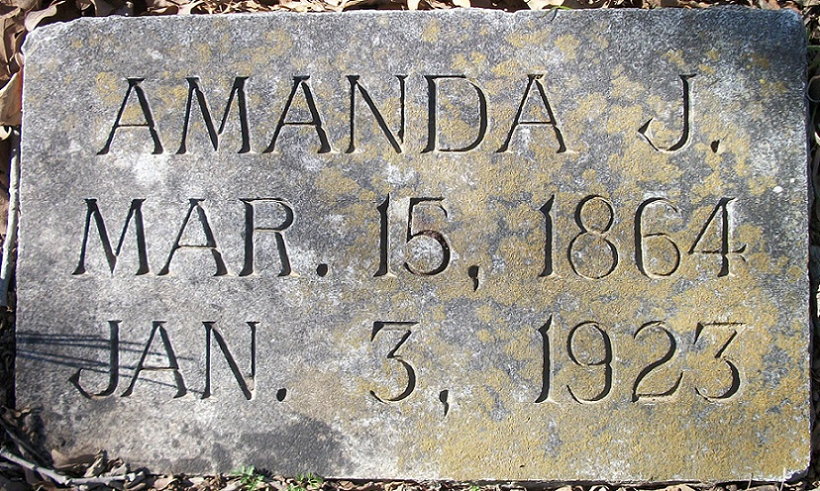 AMANDA J.
MAR. 15, 1864
JAN. 3, 1923